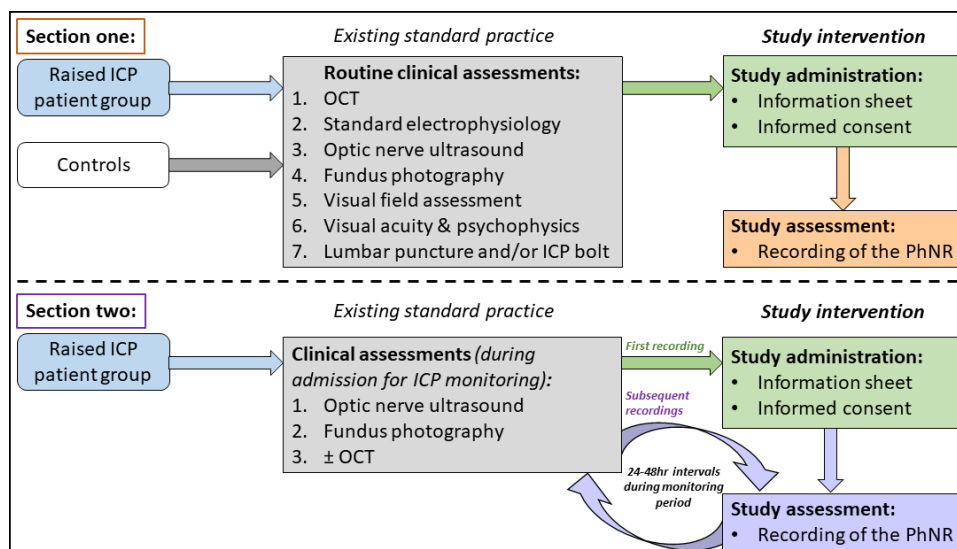 Section one:
Existing standard practice
Study intervention
Raised ICP
patient group
Controls
Routine clinical assessments:
1. OCT
2. Standard electrophysiology
3. Optic nerve ultrasound
4. Fundus photography
5. Visual field assessment
6. Visual acuity & psychophysics
7. Lumbar puncture and/or ICP bolt
Study administration:
• Information sheet
• Informed consent
Study assessment:
• Recording of the PhNR
Section two:
Existing standard practice
Study intervention
Raised ICP
patient group
Clinical assessments (during
admission for ICP monitoring):
1. Optic nerve ultrasound
2. Fundus photography
3. ± OCT
First recording
Subsequent
recordings
24-48hr intervals
during monitoring
period
Study administration:
• Information sheet
• Informed consent
Study assessment:
• Recording of the PhNR